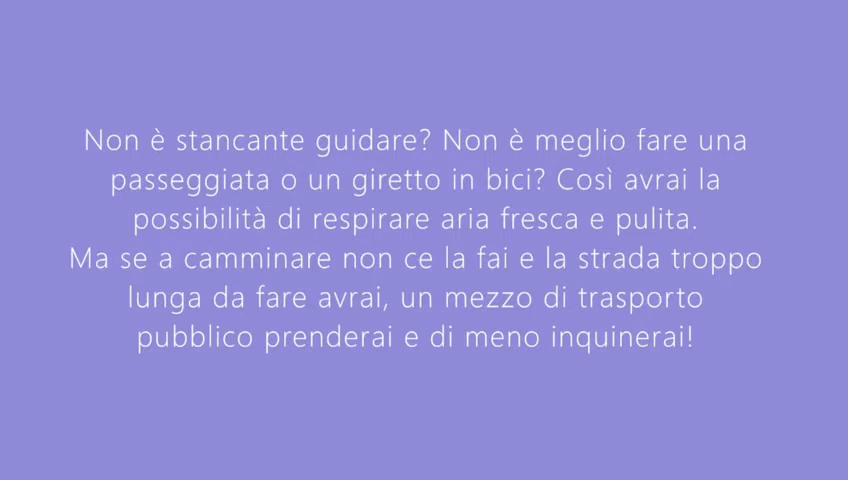 Non è stancante guidare? Non è meglio fare una
passeggiata o un giretto in bici? Così avrai la
possibilità di respirare aria fresca e pulita.
Ma se a camminare non ce la fai e la strada troppo
lunga da fare avrai, un mezzo di trasporto
pubblico prenderai e di meno inquinerai!